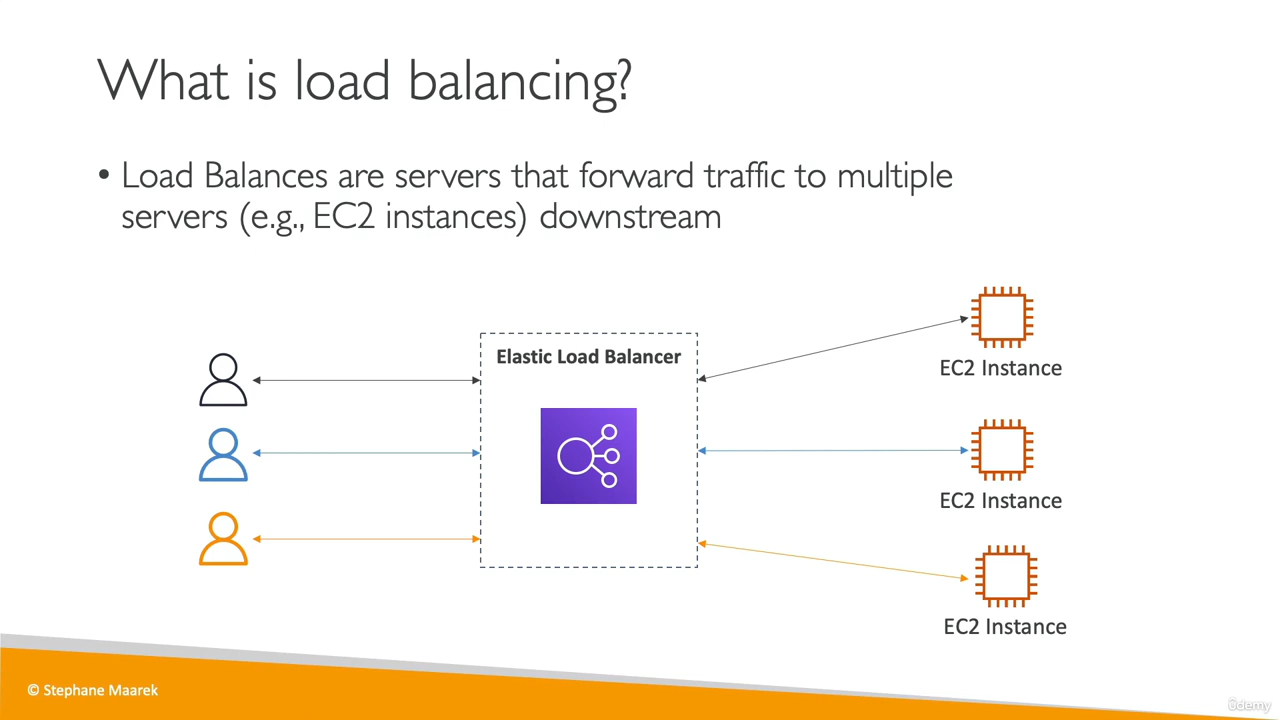 What is load balancing?
• Load Balances are servers that forward traffic to multiple
servers (e.g., EC2 instances) downstream
Elastic Load Balancer
EC2 Instance
EC2 Instance
EC2 Instance
© Stephane Maarek
ûdemy